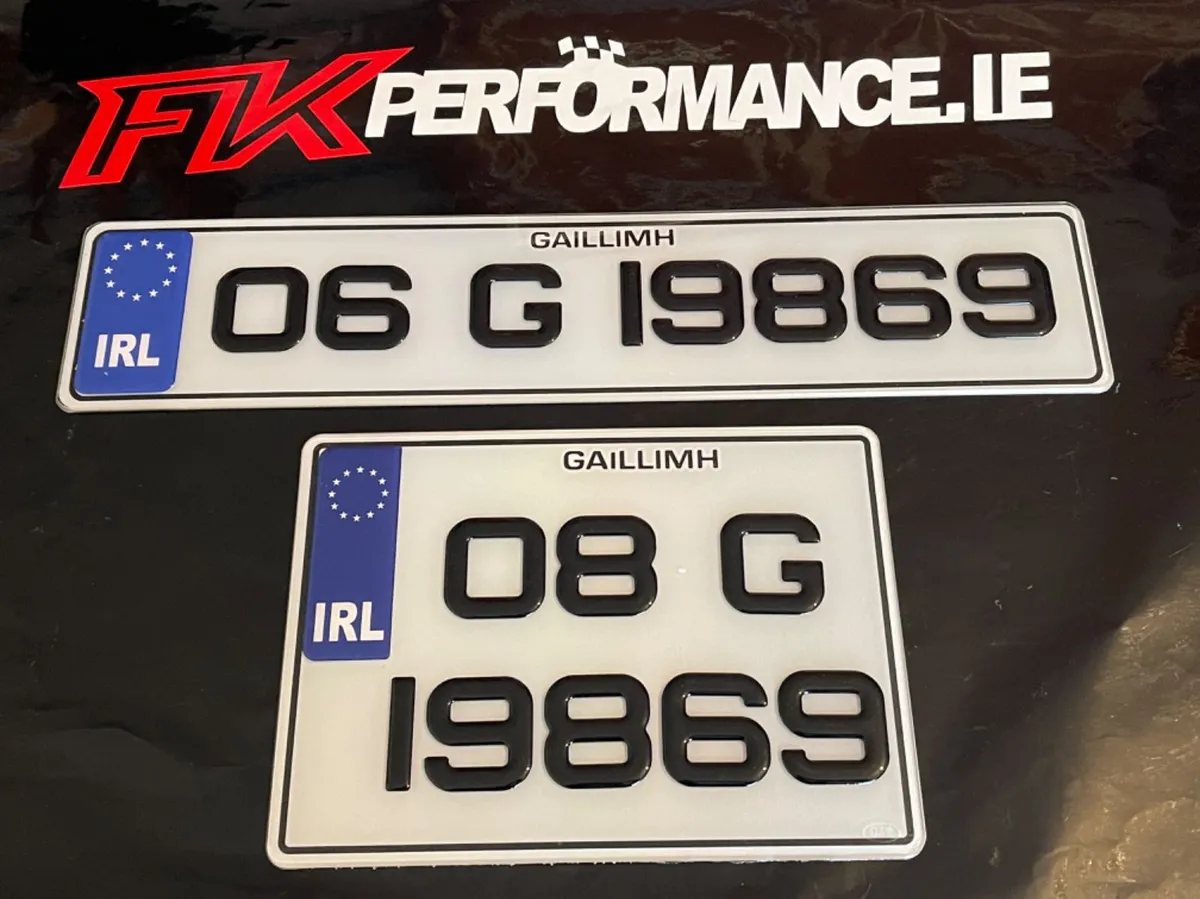 FK PERFORMANCE.IE
GAILLIMH
IRL
06 G 19869
GAILLIMH
IRL
08 G
19869